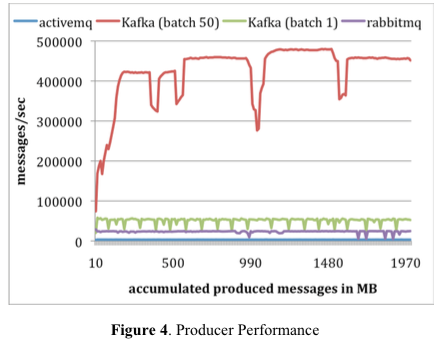 activemq Kafka (batch 50) Kafka (batch 1) rabbitmq
500000
400000
300000
200000
100000
0
messages/sec
10 500 990 1480 1970
accumulated produced messages in MB
Figure 4. Producer Performance